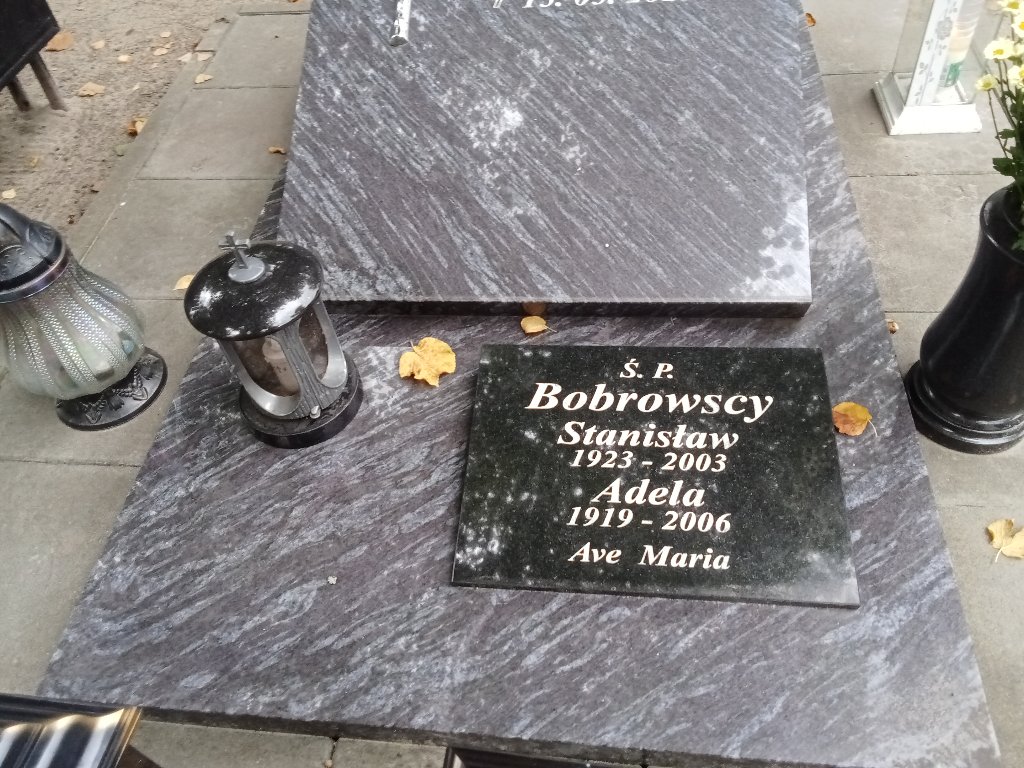 Ś. P.
Bobrowscy
Stanisław
1923 - 2003
Adela
1919 - 2006
Ave Maria